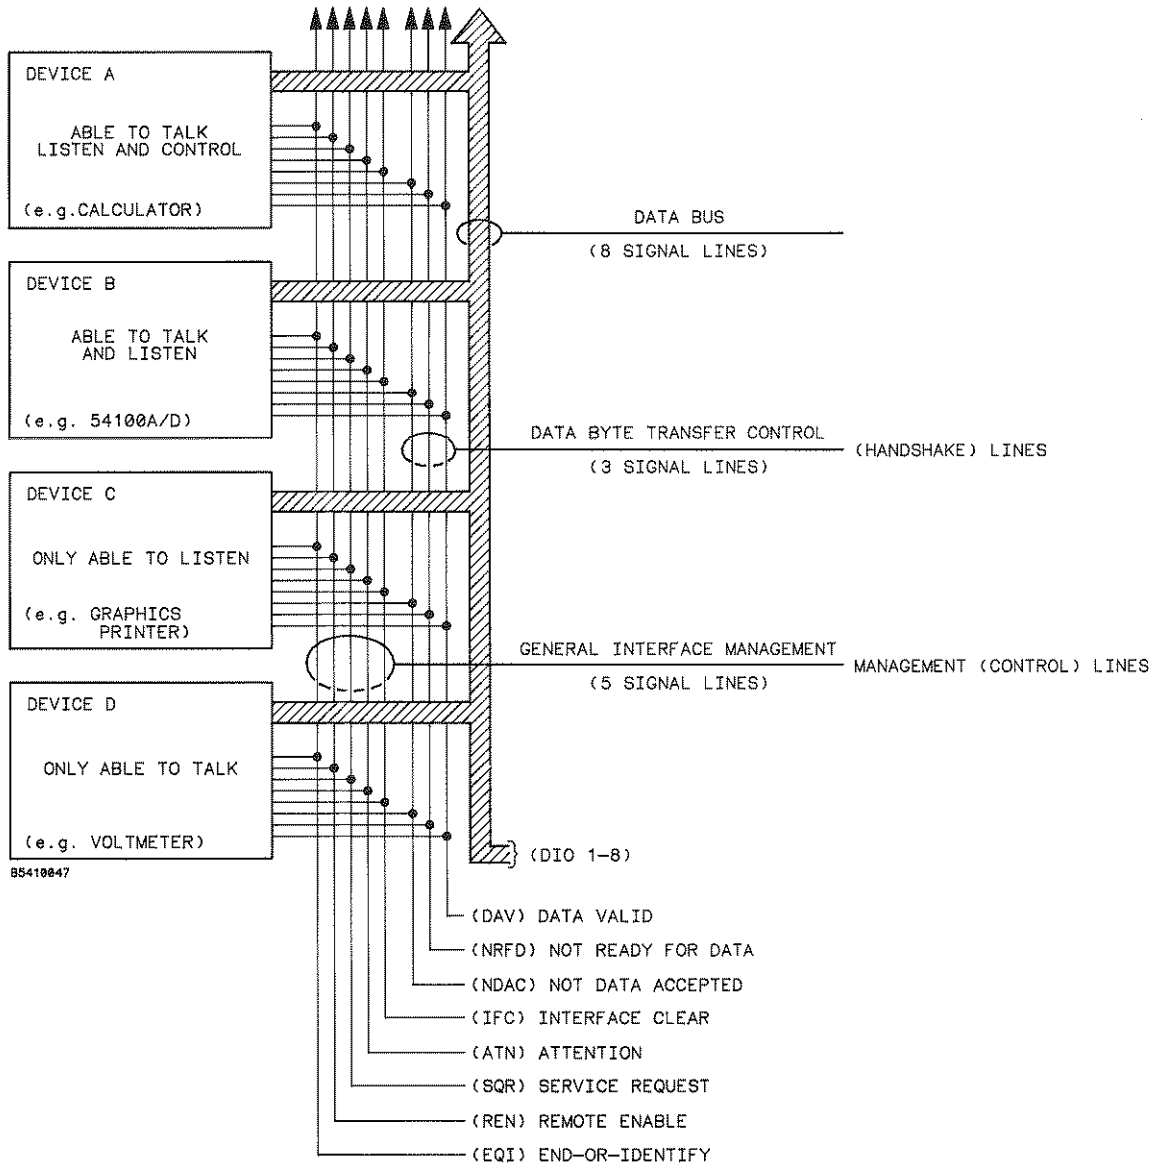 DEVICE A
ABLE TO TALK
LISTEN AND CONTROL
(e.g.CALCULATOR)
DATA BUS
(8 SIGNAL LINES)
DEVICE B
ABLE TO TALK
AND LISTEN
(e.g. 54100A/D)
DATA BYTE TRANSFER CONTROL
(3 SIGNAL LINES)
(HANDSHAKE) LINES
DEVICE C
ONLY ABLE TO LISTEN
(e.g. GRAPHICS
PRINTER)
GENERAL INTERFACE MANAGEMENT
(5 SIGNAL LINES)
MANAGEMENT (CONTROL) LINES
DEVICE D
ONLY ABLE TO TALK
(e.g. VOLTMETER)
B5410047
(DIO 1-8)
(DAV) DATA VALID
(NRFD) NOT READY FOR DATA
(NDAC) NOT DATA ACCEPTED
(IFC) INTERFACE CLEAR
(ATN) ATTENTION
(SQR) SERVICE REQUEST
(REN) REMOTE ENABLE
(EQI) END-OR-IDENTIFY